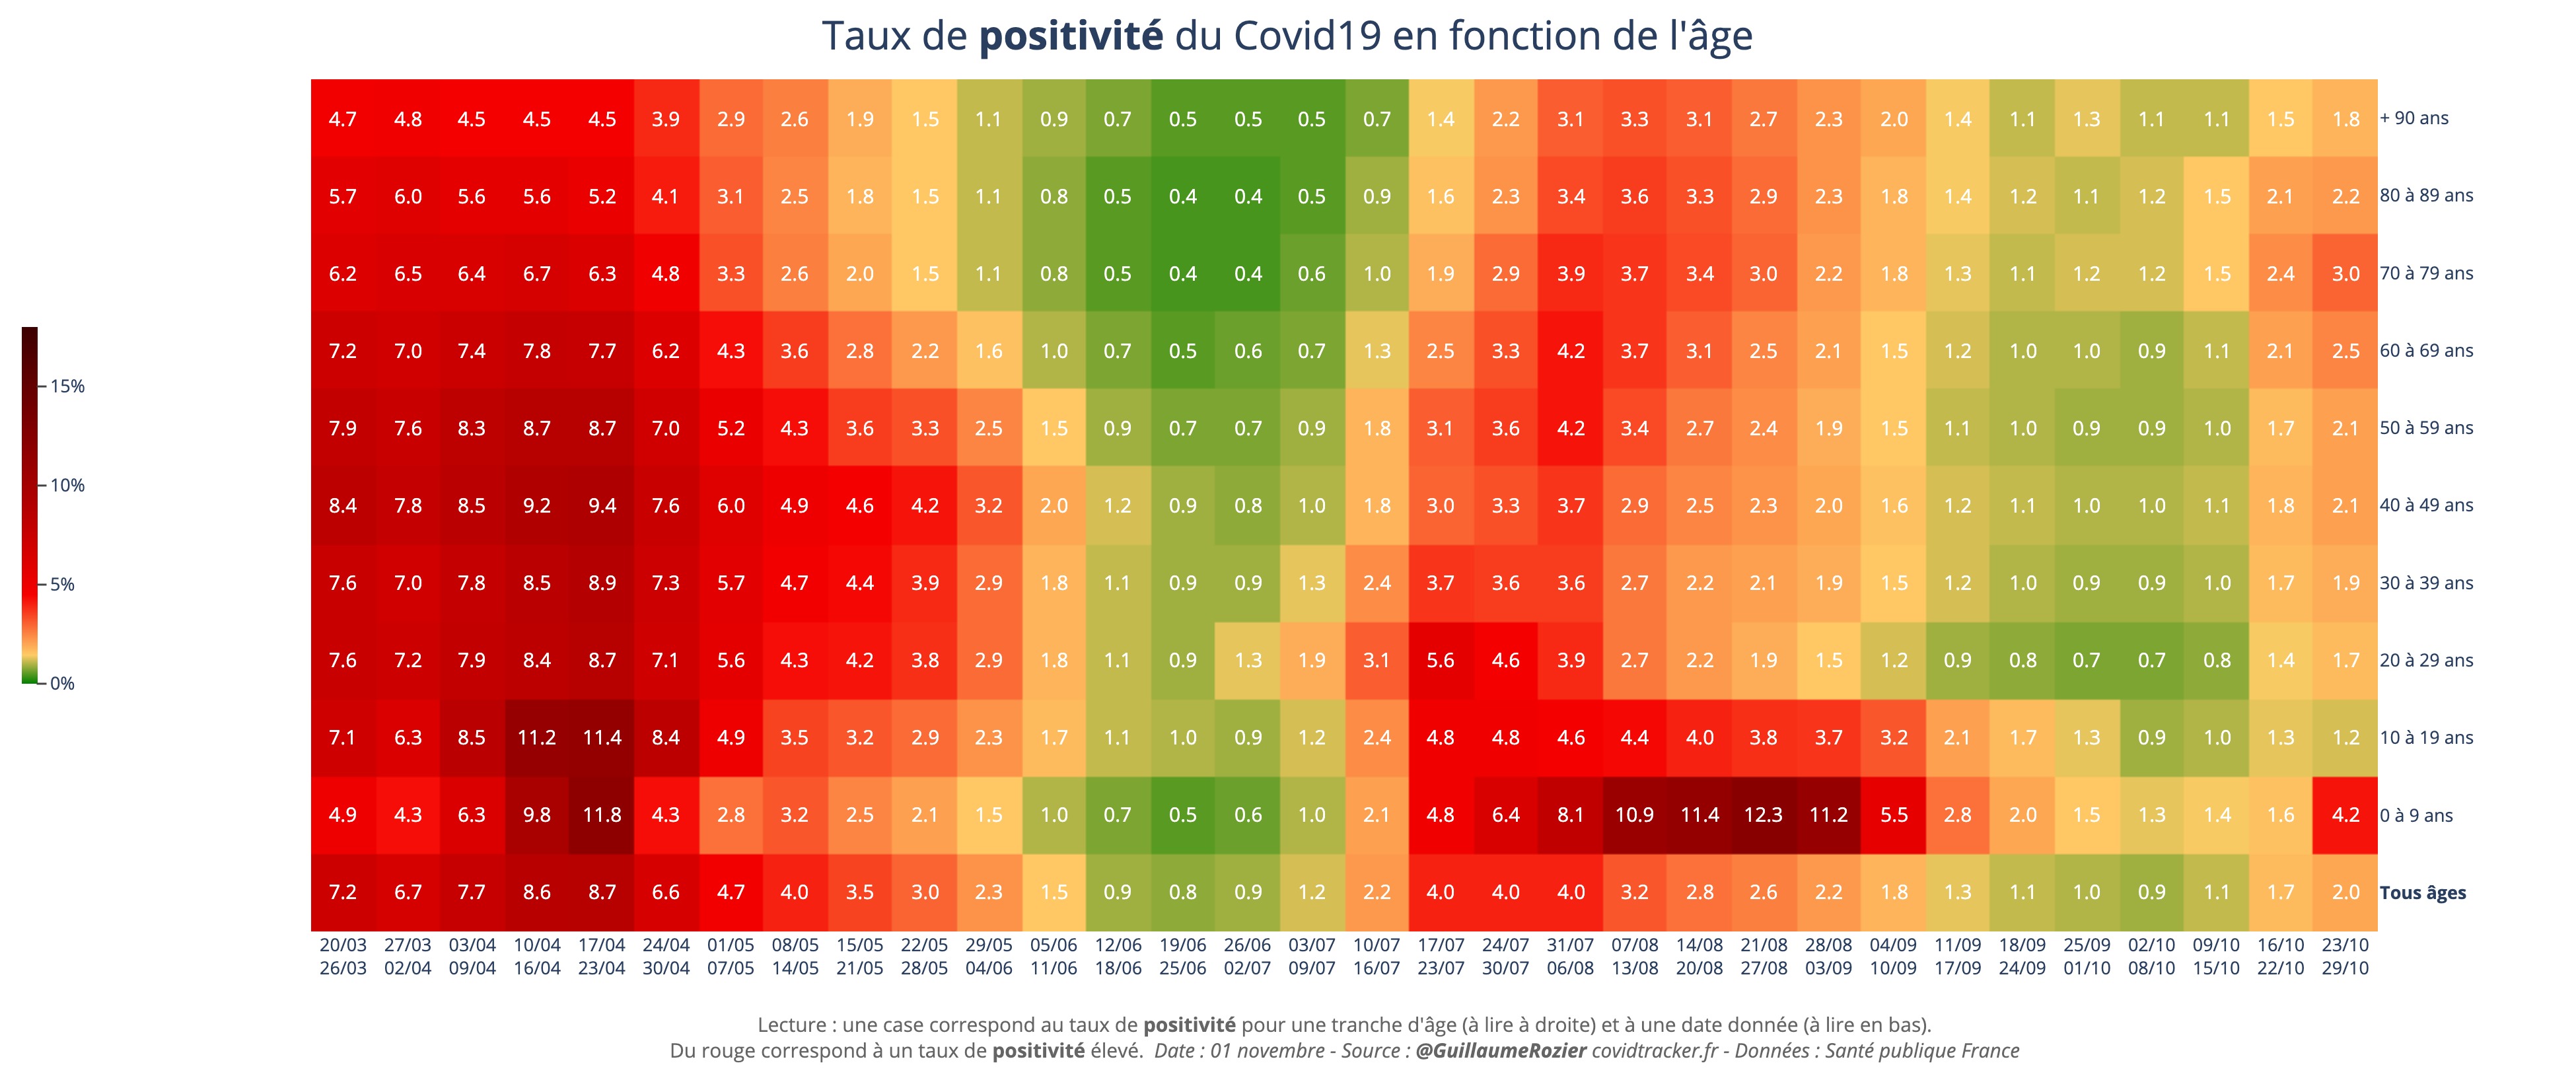 Taux de positivité du Covid19 en fonction de l'âge
4.7 4.8 4.5 4.5 4.5 3.9 2.9 2.6 1.9 1.5 1.1 0.9 0.7 0.5 0.5 0.5 0.7 1.4 2.2 3.1 3.3 3.1 2.7 2.3 2.0 1.4 1.1 1.3 1.1 1.1 1.5 1.8 + 90 ans
5.7 6.0 5.6 5.6 5.2 4.1 3.1 2.5 1.8 1.5 1.1 0.8 0.5 0.4 0.4 0.5 0.9 1.6 2.3 3.4 3.6 3.3 2.9 2.3 1.8 1.4 1.2 1.1 1.2 1.5 2.1 2.2 80 à 89 ans
6.2 6.5 6.4 6.7 6.3 4.8 3.3 2.6 2.0 1.5 1.1 0.8 0.5 0.4 0.4 0.6 1.0 1.9 2.9 3.9 3.7 3.4 3.0 2.2 1.8 1.3 1.1 1.2 1.2 1.5 2.4 3.0 70 à 79 ans
7.2 7.0 7.4 7.8 7.7 6.2 4.3 3.6 2.8 2.2 1.6 1.0 0.7 0.5 0.6 0.7 1.3 2.5 3.3 4.2 3.7 3.1 2.5 2.1 1.5 1.2 1.0 1.0 0.9 1.1 2.1 2.5 60 à 69 ans
15%
7.9 7.6 8.3 8.7 8.7 7.0 5.2 4.3 3.6 3.3 2.5 1.5 0.9 0.7 0.7 0.9 1.8 3.1 3.6 4.2 3.4 2.7 2.4 1.9 1.5 1.1 1.0 0.9 0.9 1.0 1.7 2.1 50 à 59 ans
10%
8.4 7.8 8.5 9.2 9.4 7.6 6.0 4.9 4.6 4.2 3.2 2.0 1.2 0.9 0.8 1.0 1.8 3.0 3.3 3.7 2.9 2.5 2.3 2.0 1.6 1.2 1.1 1.0 1.0 1.1 1.8 2.1 40 à 49 ans
5%
7.6 7.0 7.8 8.5 8.9 7.3 5.7 4.7 4.4 3.9 2.9 1.8 1.1 0.9 0.9 1.3 2.4 3.7 3.6 3.6 2.7 2.2 2.1 1.9 1.5 1.2 1.0 0.9 0.9 1.0 1.7 1.9 30 à 39 ans
7.6 7.2 7.9 8.4 8.7 7.1 5.6 4.3 4.2 3.8 2.9 1.8 1.1 0.9 1.3 1.9 3.1 5.6 4.6 3.9 2.7 2.2 1.9 1.5 1.2 0.9 0.8 0.7 0.7 0.8 1.4 1.7 20 à 29 ans
0%
7.1 6.3 8.5 11.2 11.4 8.4 4.9 3.5 3.2 2.9 2.3 1.7 1.1 1.0 0.9 1.2 2.4 4.8 4.8 4.6 4.4 4.0 3.8 3.7 3.2 2.1 1.7 1.3 0.9 1.0 1.3 1.2 10 à 19 ans
4.9 4.3 6.3 9.8 11.8 4.3 2.8 3.2 2.5 2.1 1.5 1.0 0.7 0.5 0.6 1.0 2.1 4.8 6.4 8.1 10.9 11.4 12.3 11.2 5.5 2.8 2.0 1.5 1.3 1.4 1.6 4.2 0 à 9 ans
7.2 6.7 7.7 8.6 8.7 6.6 4.7 4.0 3.5 3.0 2.3 1.5 0.9 0.8 0.9 1.2 2.2 4.0 4.0 4.0 3.2 2.8 2.6 2.2 1.8 1.3 1.1 1.0 0.9 1.1 1.7 2.0 Tous âges
20/03 27/03 03/04 10/04 17/04 24/04 01/05 08/05 15/05 22/05 29/05 05/06 12/06 19/06 26/06 03/07 10/07 17/07 24/07 31/07 07/08 14/08 21/08 28/08 04/09 11/09 18/09 25/09 02/10 09/10 16/10 23/10
26/03 02/04 09/04 16/04 23/04 30/04 07/05 14/05 21/05 28/05 04/06 11/06 18/06 25/06 02/07 09/07 16/07 23/07 30/07 06/08 13/08 20/08 27/08 03/09 10/09 17/09 24/09 01/10 08/10 15/10 22/10 29/10
Lecture : une case correspond au taux de positivité pour une tranche d'âge (à lire à droite) et à une date donnée (à lire en bas).
Du rouge correspond à un taux de positivité élevé. Date : 01 novembre - Source : @GuillaumeRozier covidtracker.fr - Données : Santé publique France